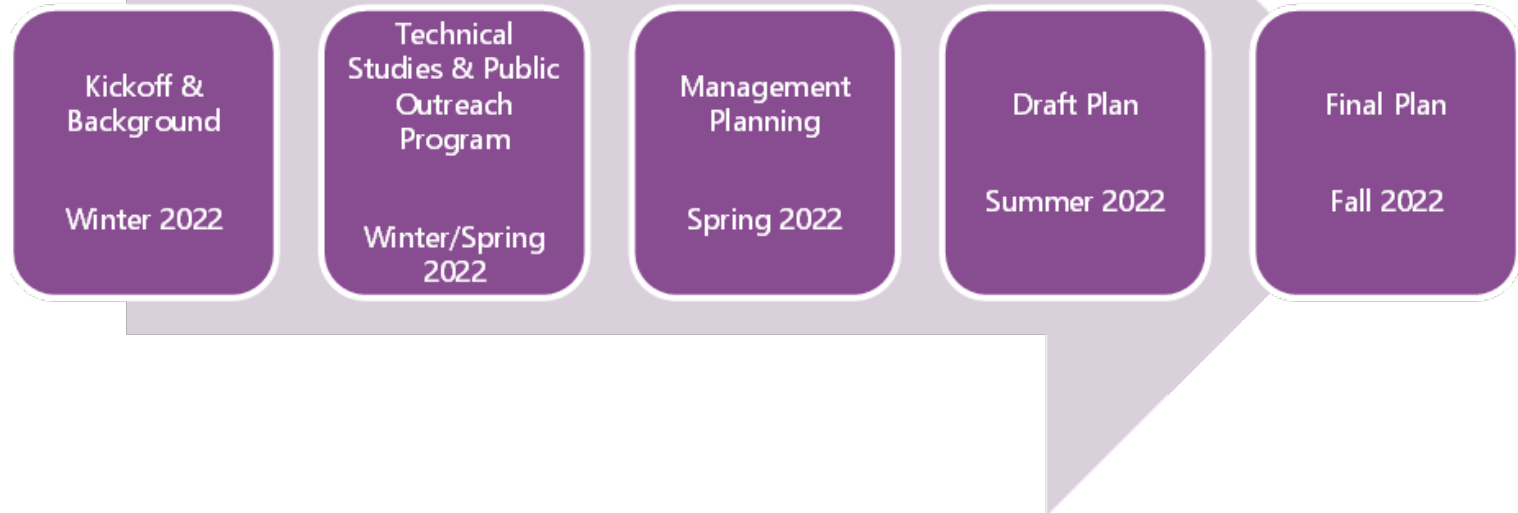 Kickoff &
Background
Winter 2022
Technical
Studies & Public
Outreach
Program
Winter/Spring
2022
Management
Planning
Spring 2022
Draft Plan
Summer 2022
Final Plan
Fall 2022